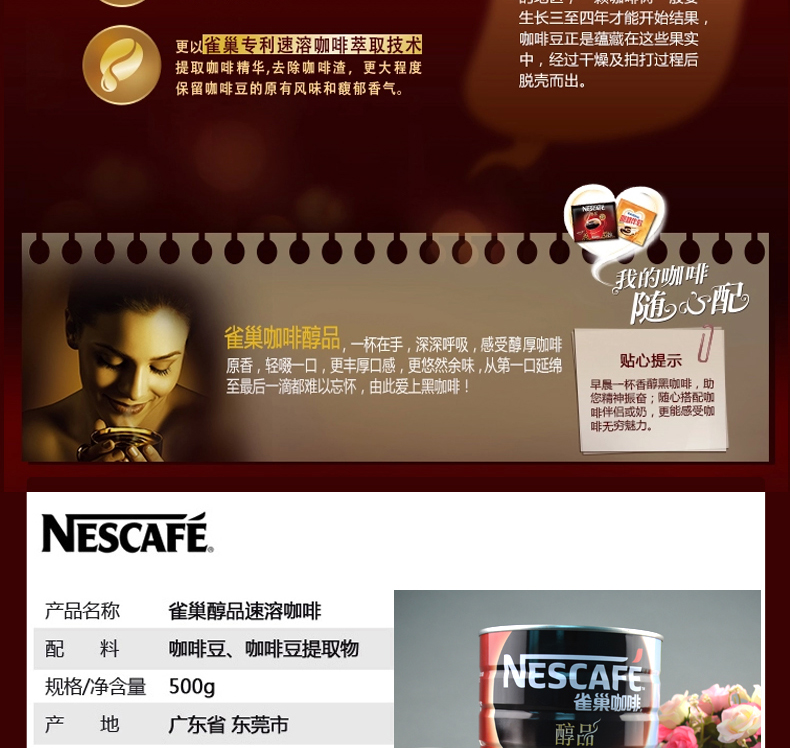 生长三至四年才能开始结果，
咖啡豆正是蕴藏在这些果实
中，经过干燥及拍打过程后
脱壳而出。
更以雀巢专利速溶咖啡萃取技术
提取咖啡精华,去除咖啡渣，更大程度
保留咖啡豆的原有风味和馥郁香气。
NESCAFÉ
我的咖啡
随心配
雀巢咖啡醇品，一杯在手，深深呼吸，感受醇厚咖啡
原香，轻啜一口，更丰厚口感，更悠然余味，从第一口延绵
至最后一滴都难以忘怀，由此爱上黑咖啡！
贴心提示
早晨一杯香醇黑咖啡，助
您精神振奋；随心搭配咖
啡伴侣或奶，更能感受咖
啡无穷魅力。
NESCAFÉ®
产品名称 雀巢醇品速溶咖啡
配 料 咖啡豆、咖啡豆提取物
规格/净含量 500g
产 地 广东省 东莞市
NESCAFÉ
雀巢咖啡
醇品